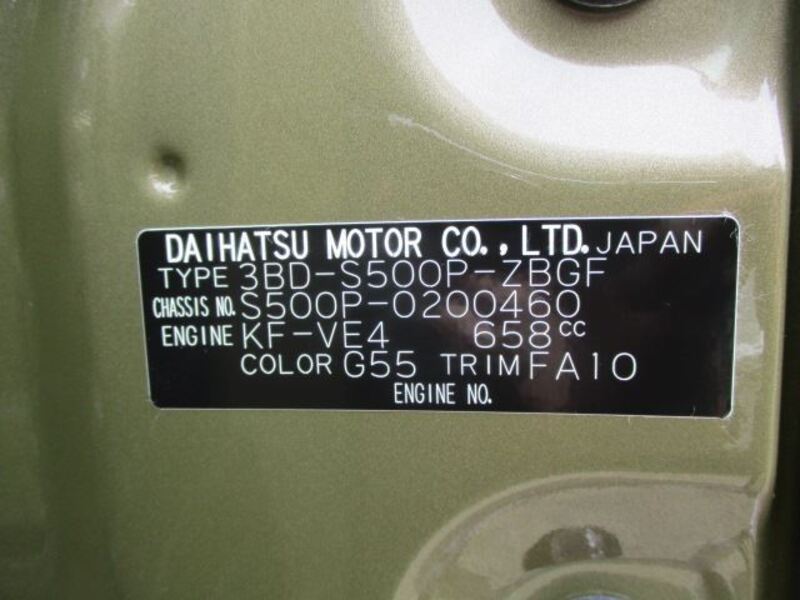 DAIHATSU MOTOR CO., LTD. JAPAN
TYPE 3BD-S500P-ZBGF
CHASSIS NO. S500P-0200460
ENGINE KF-VE4 658cc
COLOR G55 TRIM FA10
ENGINE NO.